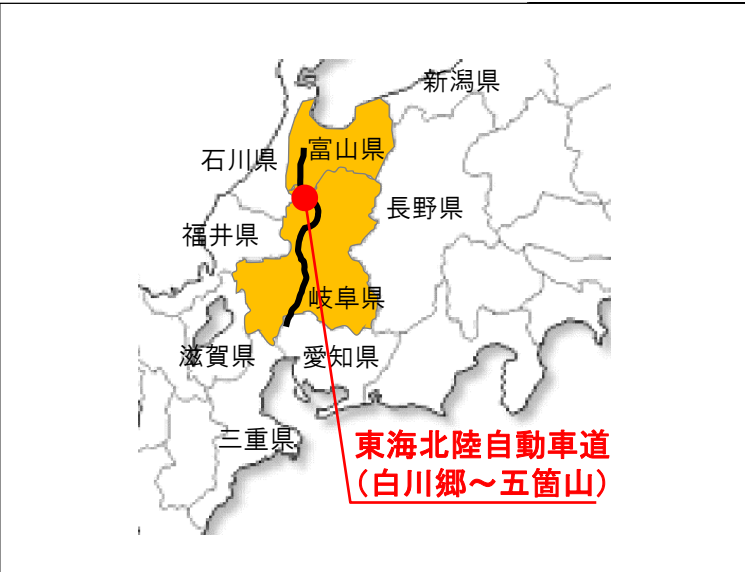 新潟県
富山県
石川県
長野県
福井県
岐阜県
滋賀県
愛知県
三重県
東海北陸自動車道
(白川郷～五箇山)